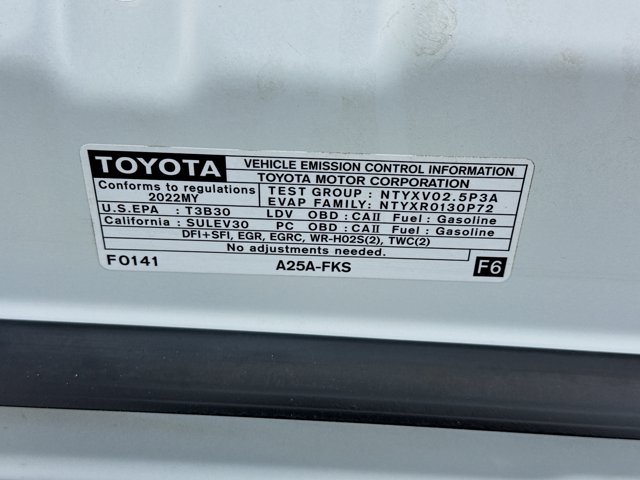 TOYOTA
VEHICLE EMISSION CONTROL INFORMATION
TOYOTA MOTOR CORPORATION
Conforms to regulations
2022MY
TEST GROUP : NTYXV02.5P3A
EVAP FAMILY: NTYXR0130P72
U.S.EPA : T3B30 LDV OBD : CAII Fuel : Gasoline
California : SULEV30 PC OBD : CAII Fuel : Gasoline
DFI+SFI, EGR, EGRC, WR-HO2S(2), TWC(2)
No adjustments needed.
F0141 A25A-FKS F6